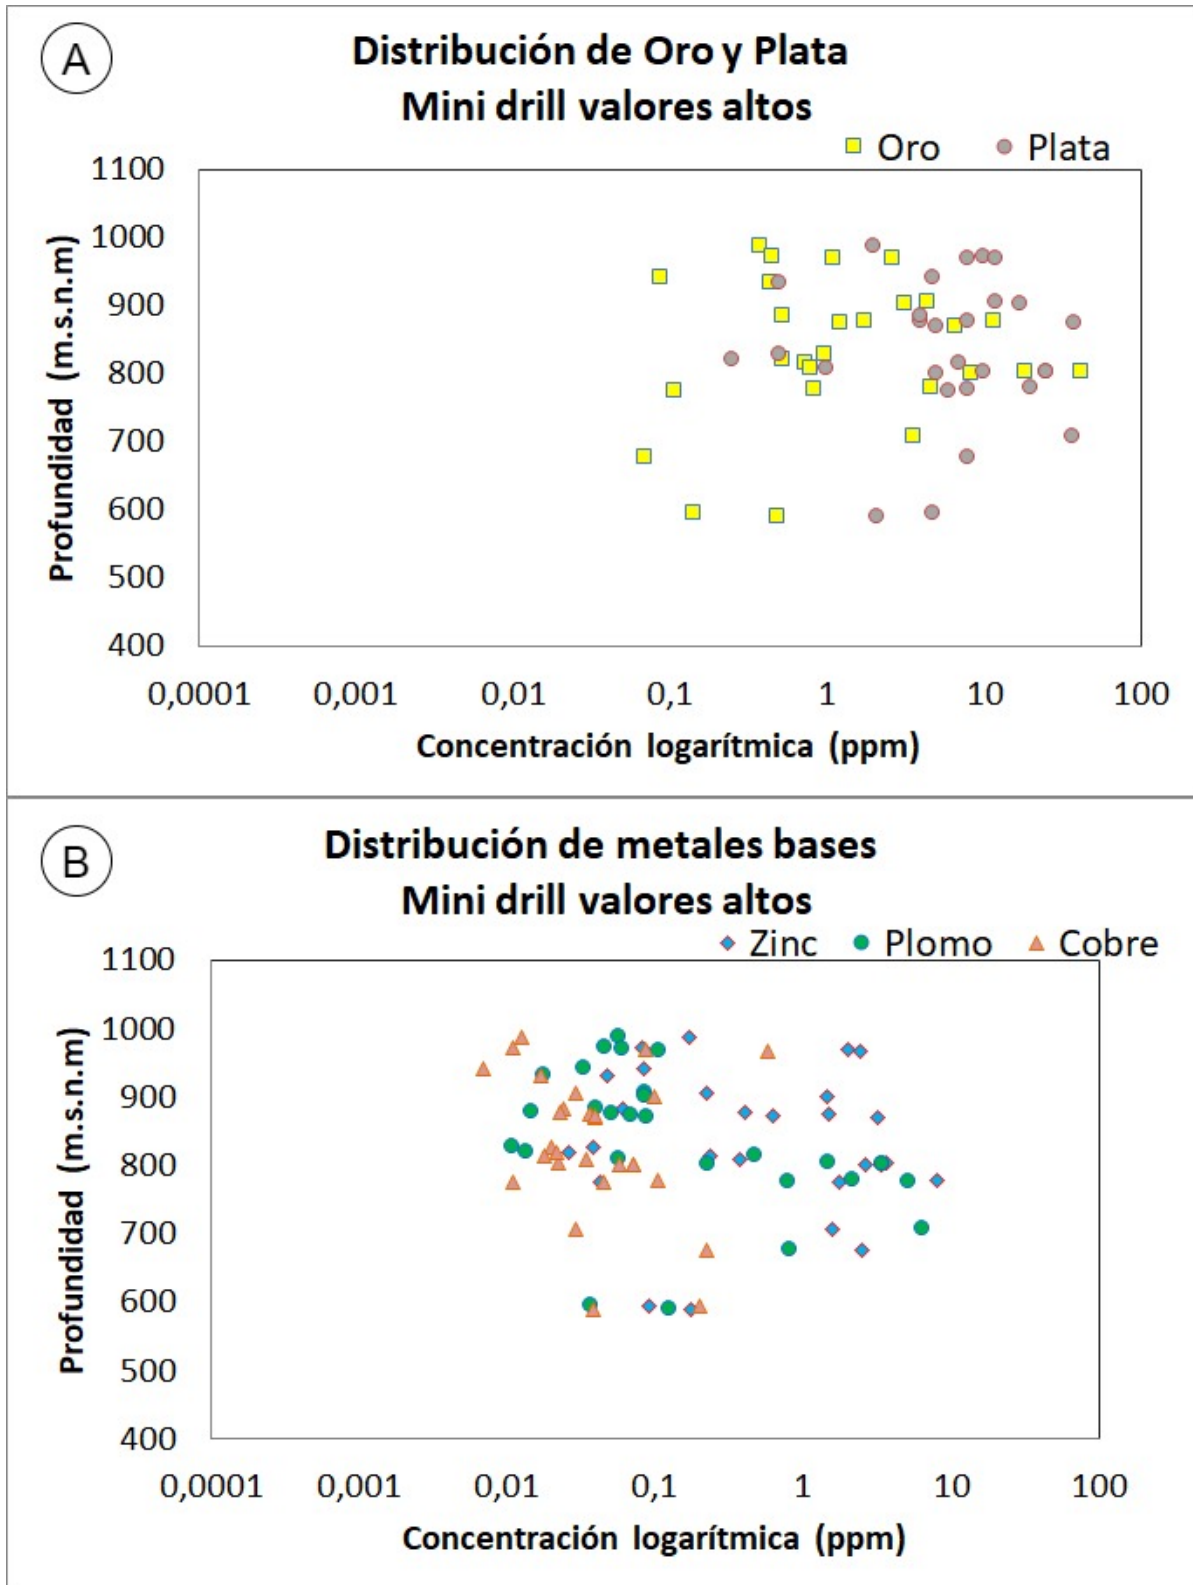 A
Distribución de Oro y Plata
Mini drill valores altos
Oro Plata
1100
1000
900
800
700
600
500
400
Profundidad (m.s.n.m)
0,0001 0,001 0,01 0,1 1 10 100
Concentración logarítmica (ppm)
B
Distribución de metales bases
Mini drill valores altos
Zinc Plomo Cobre
1100
1000
900
800
700
600
500
400
Profundidad (m.s.n.m)
0,0001 0,001 0,01 0,1 1 10 100
Concentración logarítmica (ppm)